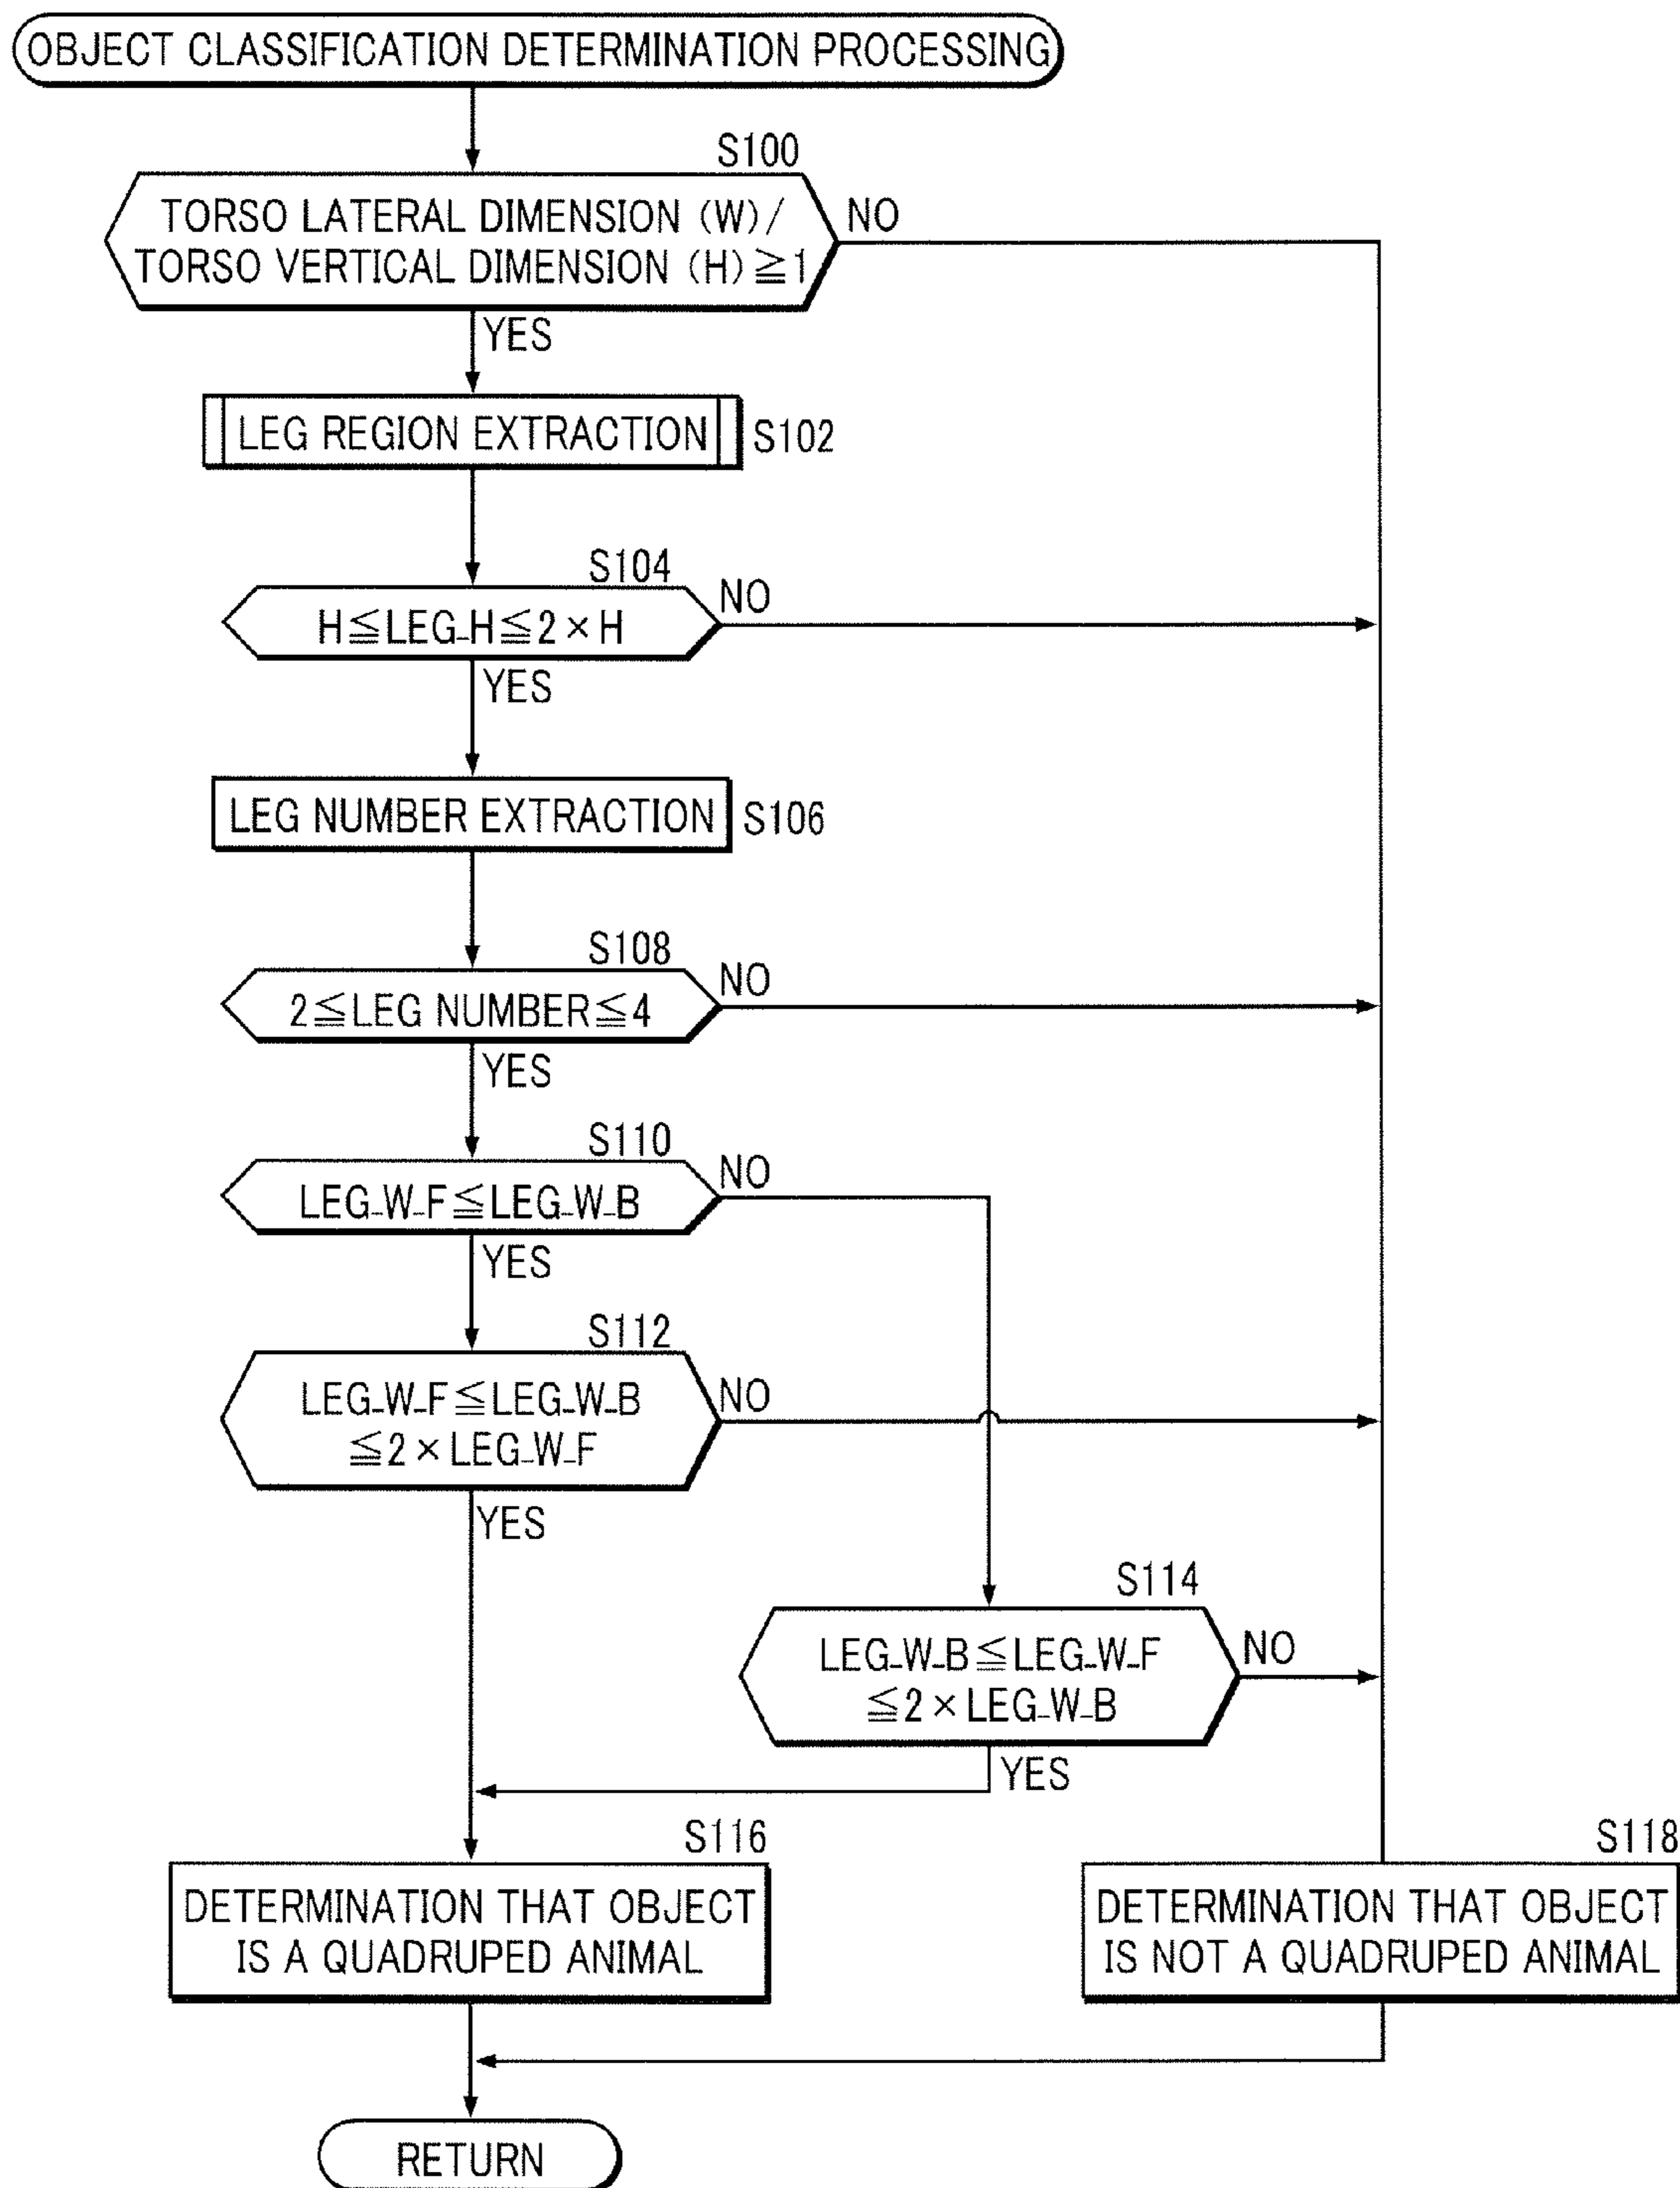 OBJECT CLASSIFICATION DETERMINATION PROCESSING
S100
TORSO LATERAL DIMENSION (W)/
TORSO VERTICAL DIMENSION (H)≧1
NO
YES
LEG REGION EXTRACTION
S102
S104
H≦LEG_H≦2×H
NO
YES
LEG NUMBER EXTRACTION
S106
S108
2≦LEG NUMBER≦4
NO
YES
S110
LEG_W_F≦LEG_W_B
NO
YES
S112
LEG_W_F≦LEG_W_B
≦2×LEG_W_F
NO
YES
S114
LEG_W_B≦LEG_W_F
≦2×LEG_W_B
NO
YES
S116
DETERMINATION THAT OBJECT
IS A QUADRUPED ANIMAL
S118
DETERMINATION THAT OBJECT
IS NOT A QUADRUPED ANIMAL
RETURN